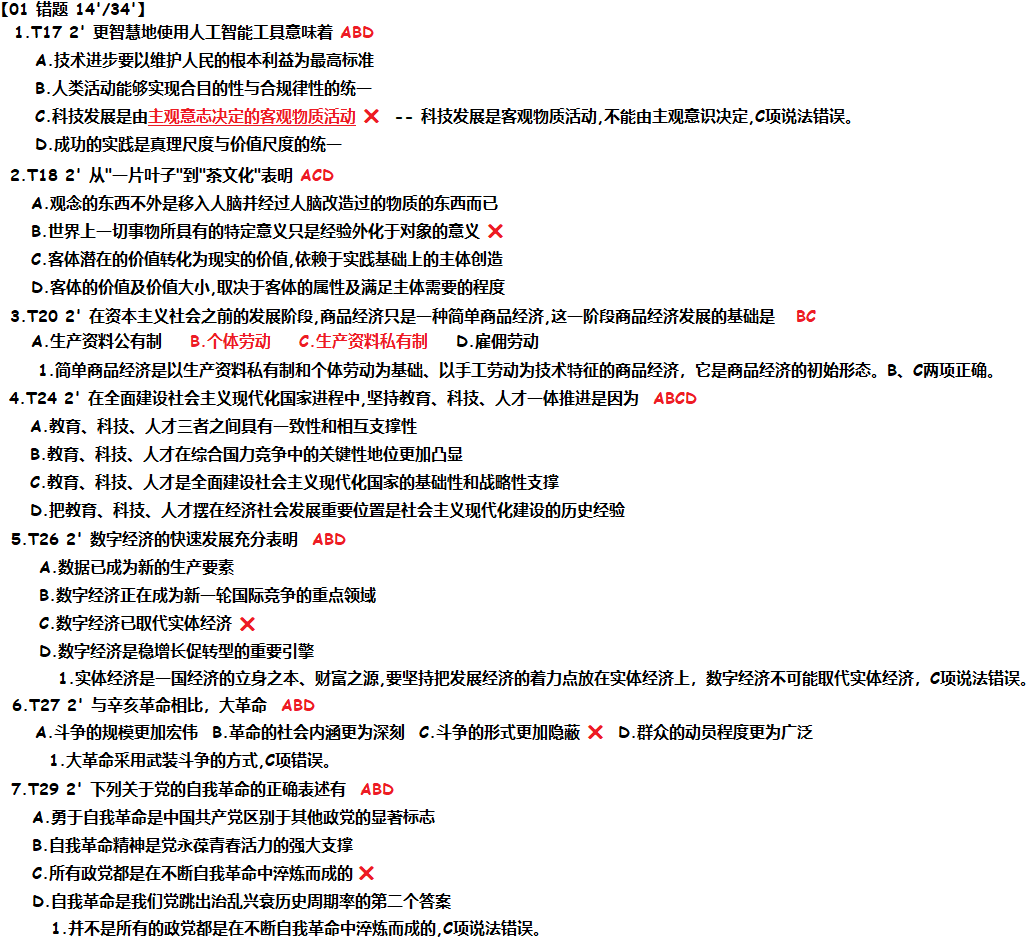 【01 错题 14'/34'】
1.T17 2' 更智慧地使用人工智能工具意味着 ABD
A.技术进步要以维护人民的根本利益为最高标准
B.人类活动能够实现合目的性与合规律性的统一
C.科技发展是由主观意志决定的客观物质活动 ❌ -- 科技发展是客观物质活动,不能由主观意识决定,C项说法错误。
D.成功的实践是真理尺度与价值尺度的统一
2.T18 2' 从"一片叶子"到"茶文化"表明 ACD
A.观念的东西不外是移入人脑并经过人脑改造过的物质的东西而已
B.世界上一切事物所具有的特定意义只是经验外化于对象的意义 ❌
C.客体潜在的价值转化为现实的价值,依赖于实践基础上的主体创造
D.客体的价值及价值大小,取决于客体的属性及满足主体需要的程度
3.T20 2' 在资本主义社会之前的发展阶段,商品经济只是一种简单商品经济,这一阶段商品经济发展的基础是 BC
A.生产资料公有制 B.个体劳动 C.生产资料私有制 D.雇佣劳动
1.简单商品经济是以生产资料私有制和个体劳动为基础、以手工劳动为技术特征的商品经济，它是商品经济的初始形态。B、C两项正确。
4.T24 2' 在全面建设社会主义现代化国家进程中,坚持教育、科技、人才一体推进是因为 ABCD
A.教育、科技、人才三者之间具有一致性和相互支撑性
B.教育、科技、人才在综合国力竞争中的关键性地位更加凸显
C.教育、科技、人才是全面建设社会主义现代化国家的基础性和战略性支撑
D.把教育、科技、人才摆在经济社会发展重要位置是社会主义现代化建设的历史经验
5.T26 2' 数字经济的快速发展充分表明 ABD
A.数据已成为新的生产要素
B.数字经济正在成为新一轮国际竞争的重点领域
C.数字经济已取代实体经济 ❌
D.数字经济是稳增长促转型的重要引擎
1.实体经济是一国经济的立身之本、财富之源,要坚持把发展经济的着力点放在实体经济上，数字经济不可能取代实体经济，C项说法错误。
6.T27 2' 与辛亥革命相比，大革命 ABD
A.斗争的规模更加宏伟 B.革命的社会内涵更为深刻 C.斗争的形式更加隐蔽 ❌ D.群众的动员程度更为广泛
1.大革命采用武装斗争的方式,C项错误。
7.T29 2' 下列关于党的自我革命的正确表述有 ABD
A.勇于自我革命是中国共产党区别于其他政党的显著标志
B.自我革命精神是党永葆青春活力的强大支撑
C.所有政党都是在不断自我革命中淬炼而成的 ❌
D.自我革命是我们党跳出治乱兴衰历史周期率的第二个答案
1.并不是所有的政党都是在不断自我革命中淬炼而成的,C项说法错误。